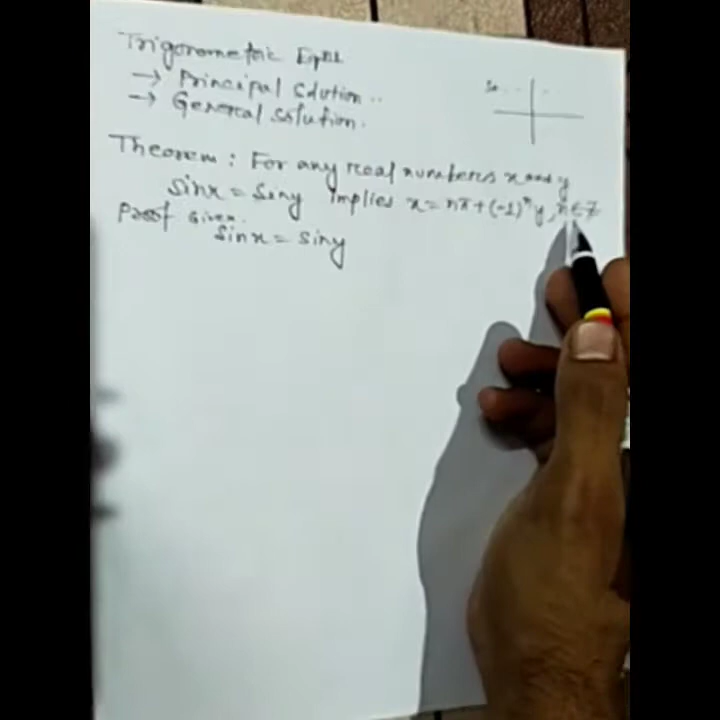 Trigonometric Eqns
→ Principal solution..
→ General solution.
Theorem: For any real numbers x and y
sinx = siny implies x = nπ + (-1)ⁿy, n∈Z
Proof Given.
sinx = siny